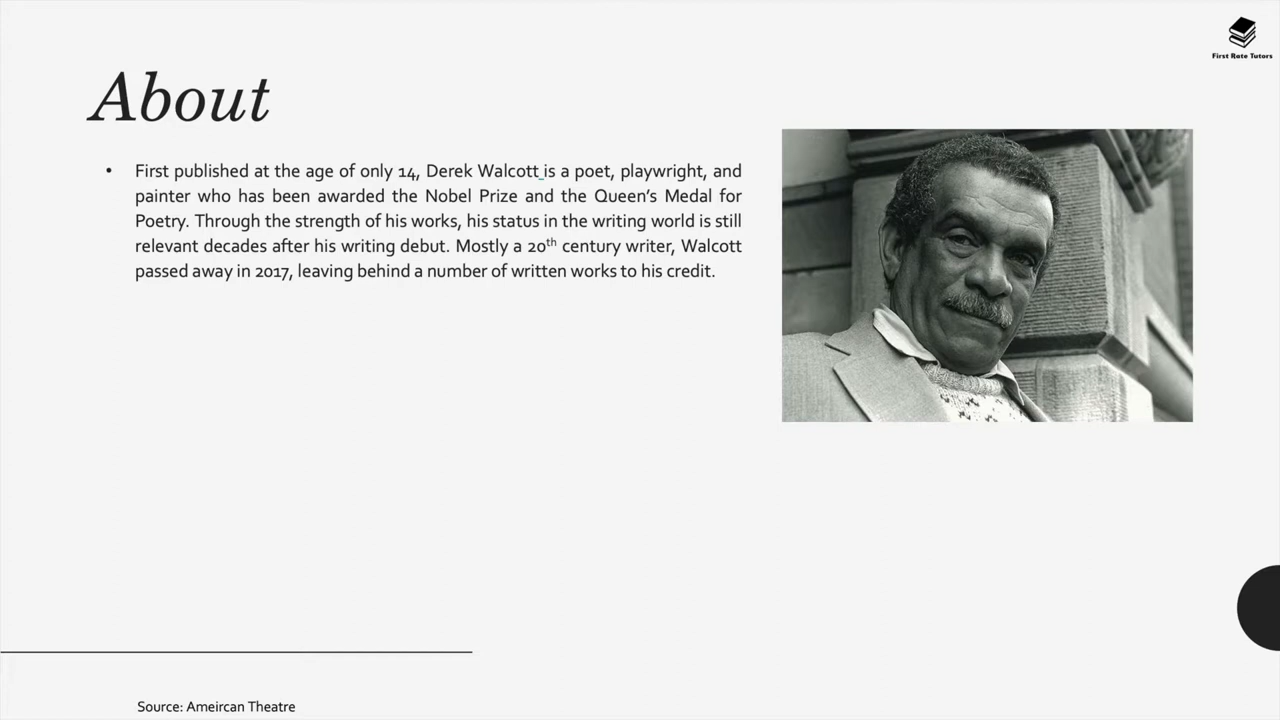 First Rate Tutors
About
• First published at the age of only 14, Derek Walcott is a poet, playwright, and
painter who has been awarded the Nobel Prize and the Queen’s Medal for
Poetry. Through the strength of his works, his status in the writing world is still
relevant decades after his writing debut. Mostly a 20th century writer, Walcott
passed away in 2017, leaving behind a number of written works to his credit.
Source: Ameircan Theatre